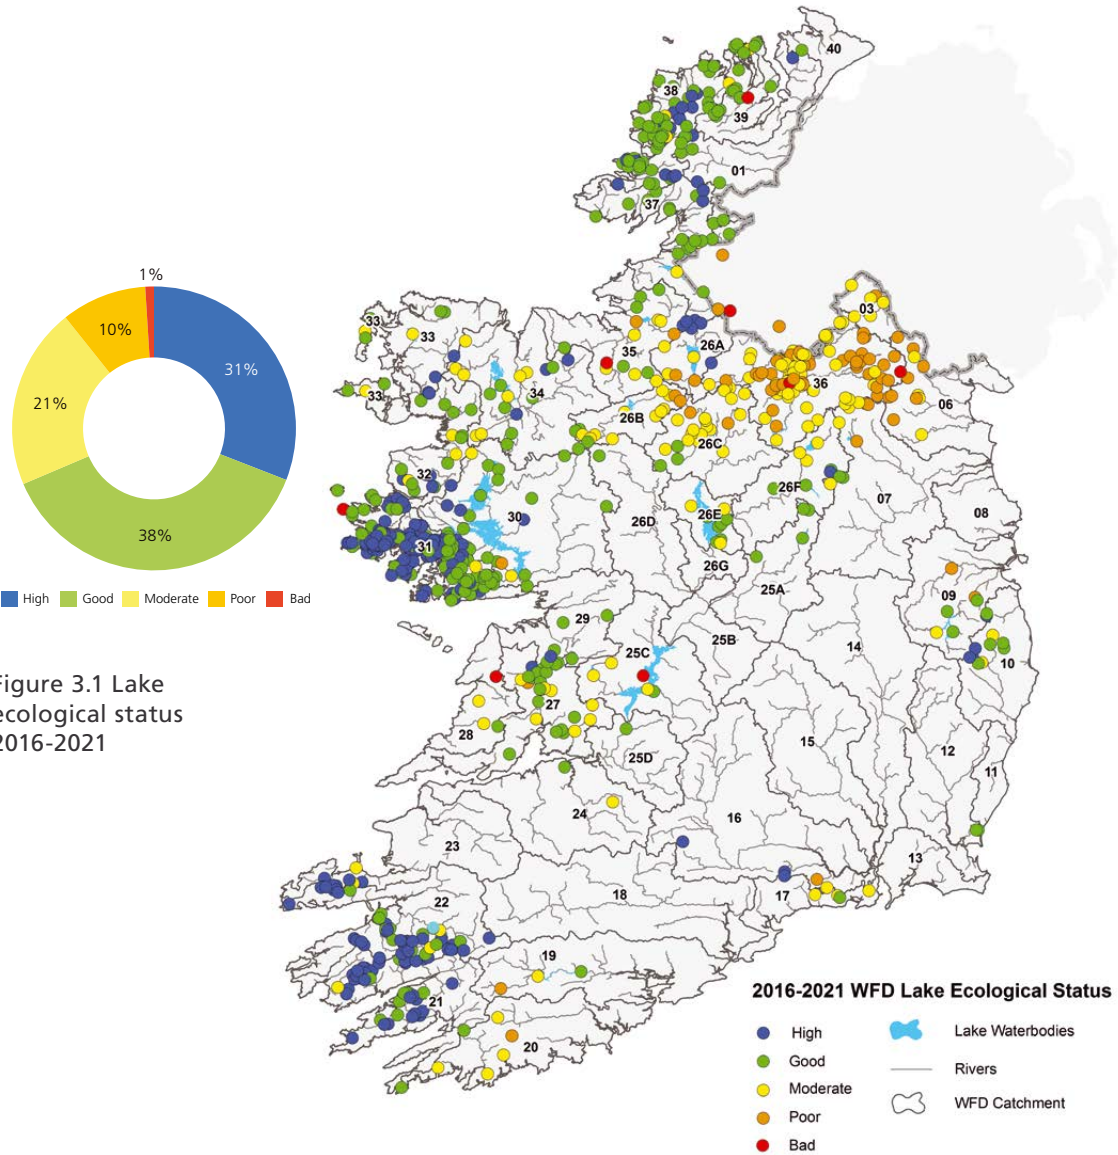 1%
10%
31%
21%
38%
High Good Moderate Poor Bad
Figure 3.1 Lake
ecological status
2016-2021
40
38
39
01
37
03
33
33
26A
35
36
33
34
06
26B
26C
32
26F
07
26E
30
26D
08
31
26G
25A
09
29
25B
14
25C
10
27
28
15
12
25D
11
24
16
23
13
18
17
22
19
21
20
2016-2021 WFD Lake Ecological Status
High
Good
Moderate
Poor
Bad
Lake Waterbodies
Rivers
WFD Catchment